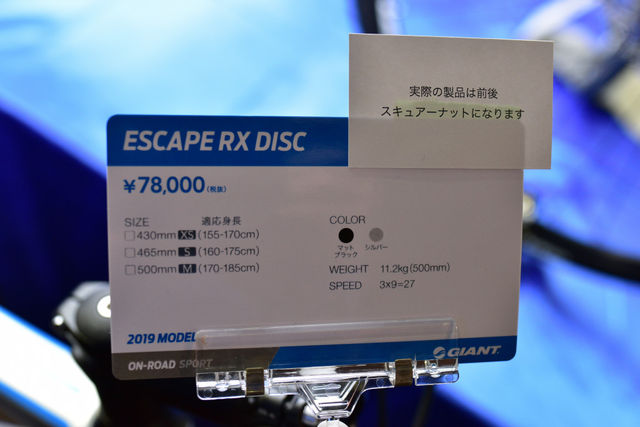 実際の製品は前後
スキュアーナットになります
ESCAPE RX DISC
¥78,000(税抜)
SIZE 適応身長
430mm XS (155-170cm)
465mm S (160-175cm)
500mm M (170-185cm)
COLOR
マット
ブラック
シルバー
WEIGHT 11.2kg(500mm)
SPEED 3x9=27
2019 MODEL
ON-ROAD SPORT
GIANT